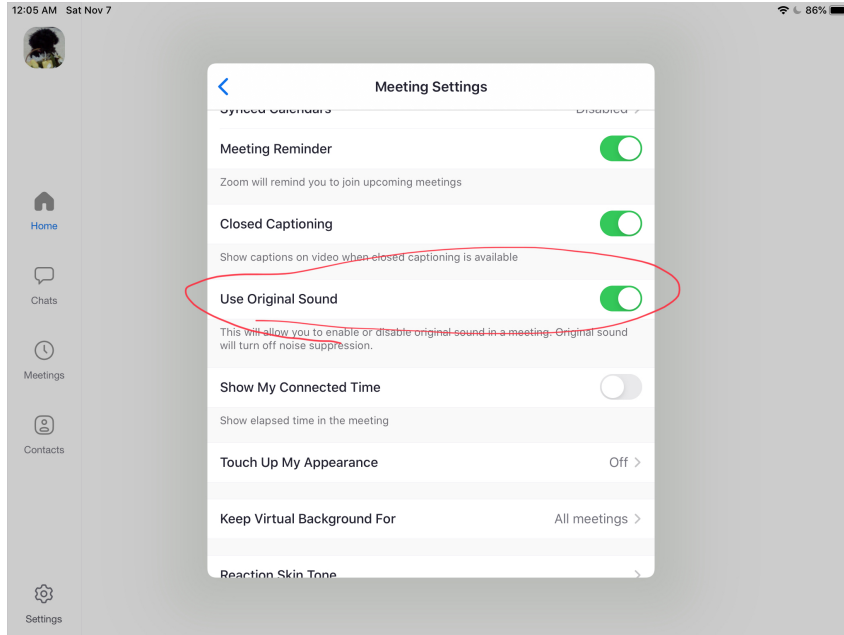 12:05 AM Sat Nov 7
86%
Meeting Settings
Synced Calendars Disabled
Meeting Reminder
Zoom will remind you to join upcoming meetings
Closed Captioning
Show captions on video when closed captioning is available
Use Original Sound
This will allow you to enable or disable original sound in a meeting. Original sound
will turn off noise suppression.
Show My Connected Time
Show elapsed time in the meeting
Touch Up My Appearance Off
Keep Virtual Background For All meetings
Reaction Skin Tone
Home
Chats
Meetings
Contacts
Settings